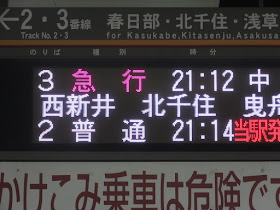 ←2・3番線 春日部・北千住・浅草
Track No.2・3 for Kasukabe,Kitasenju,Asakusa
のりば 種別 時分
3 急行 21:12 中
西新井 北千住 曳舟
2 普通 21:14 当駅発
かけこみ乗車は危険です